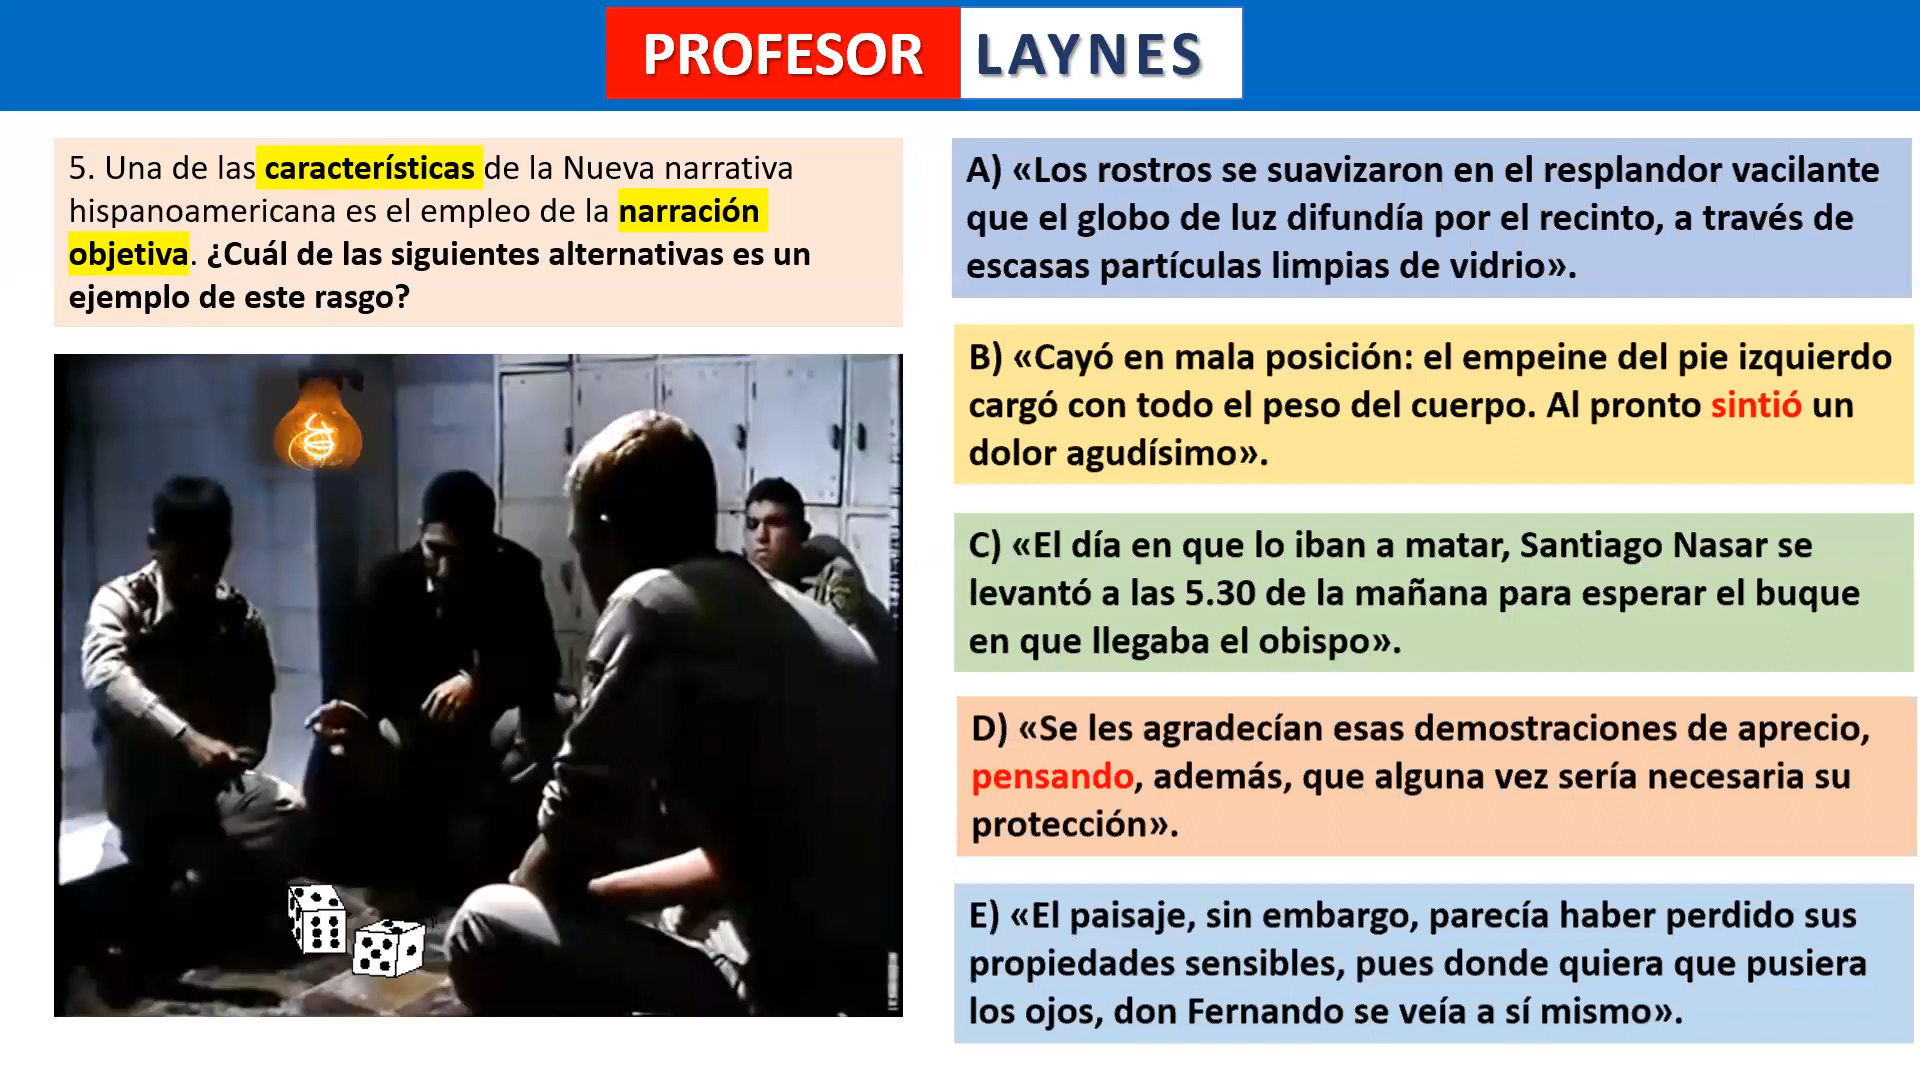 PROFESOR LAYNES
5. Una de las características de la Nueva narrativa
hispanoamericana es el empleo de la narración
objetiva. ¿Cuál de las siguientes alternativas es un
ejemplo de este rasgo?
A) «Los rostros se suavizaron en el resplandor vacilante
que el globo de luz difundía por el recinto, a través de
escasas partículas limpias de vidrio».
B) «Cayó en mala posición: el empeine del pie izquierdo
cargó con todo el peso del cuerpo. Al pronto sintió un
dolor agudísimo».
C) «El día en que lo iban a matar, Santiago Nasar se
levantó a las 5.30 de la mañana para esperar el buque
en que llegaba el obispo».
D) «Se les agradecían esas demostraciones de aprecio,
pensando, además, que alguna vez sería necesaria su
protección».
E) «El paisaje, sin embargo, parecía haber perdido sus
propiedades sensibles, pues donde quiera que pusiera
los ojos, don Fernando se veía a sí mismo».